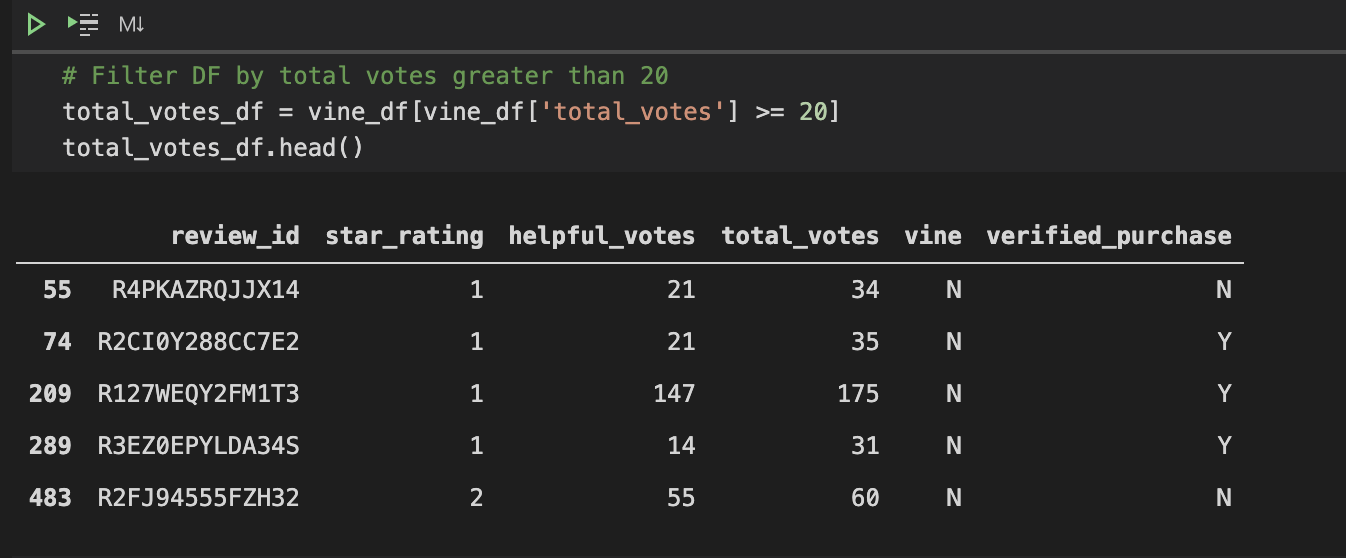 M↓
# Filter DF by total votes greater than 20
total_votes_df = vine_df[vine_df['total_votes'] >= 20]
total_votes_df.head()
review_id star_rating helpful_votes total_votes vine verified_purchase
55 R4PKAZRQJJX14 1 21 34 N N
74 R2CI0Y288CC7E2 1 21 35 N Y
209 R127WEQY2FM1T3 1 147 175 N Y
289 R3EZ0EPYLDA34S 1 14 31 N Y
483 R2FJ94555FZH32 2 55 60 N N